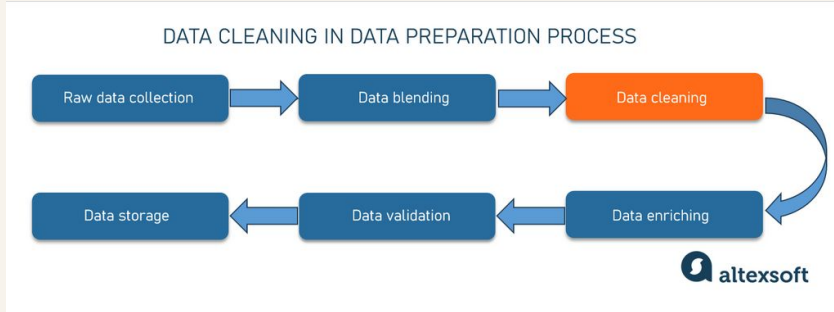 DATA CLEANING IN DATA PREPARATION PROCESS
Raw data collection
Data blending
Data cleaning
Data enriching
Data validation
Data storage
altexsoft